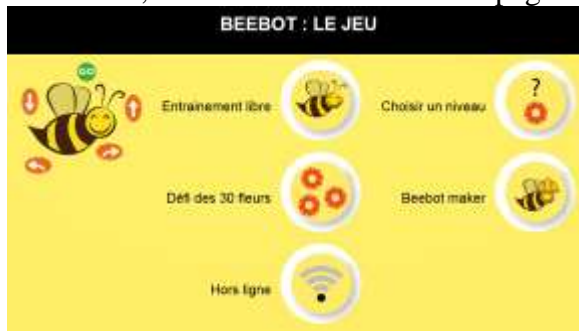 BEEBOT : LE JEU
GO
Entrainement libre
Choisir un niveau
?
Défi des 30 fleurs
Beebot maker
Hors ligne